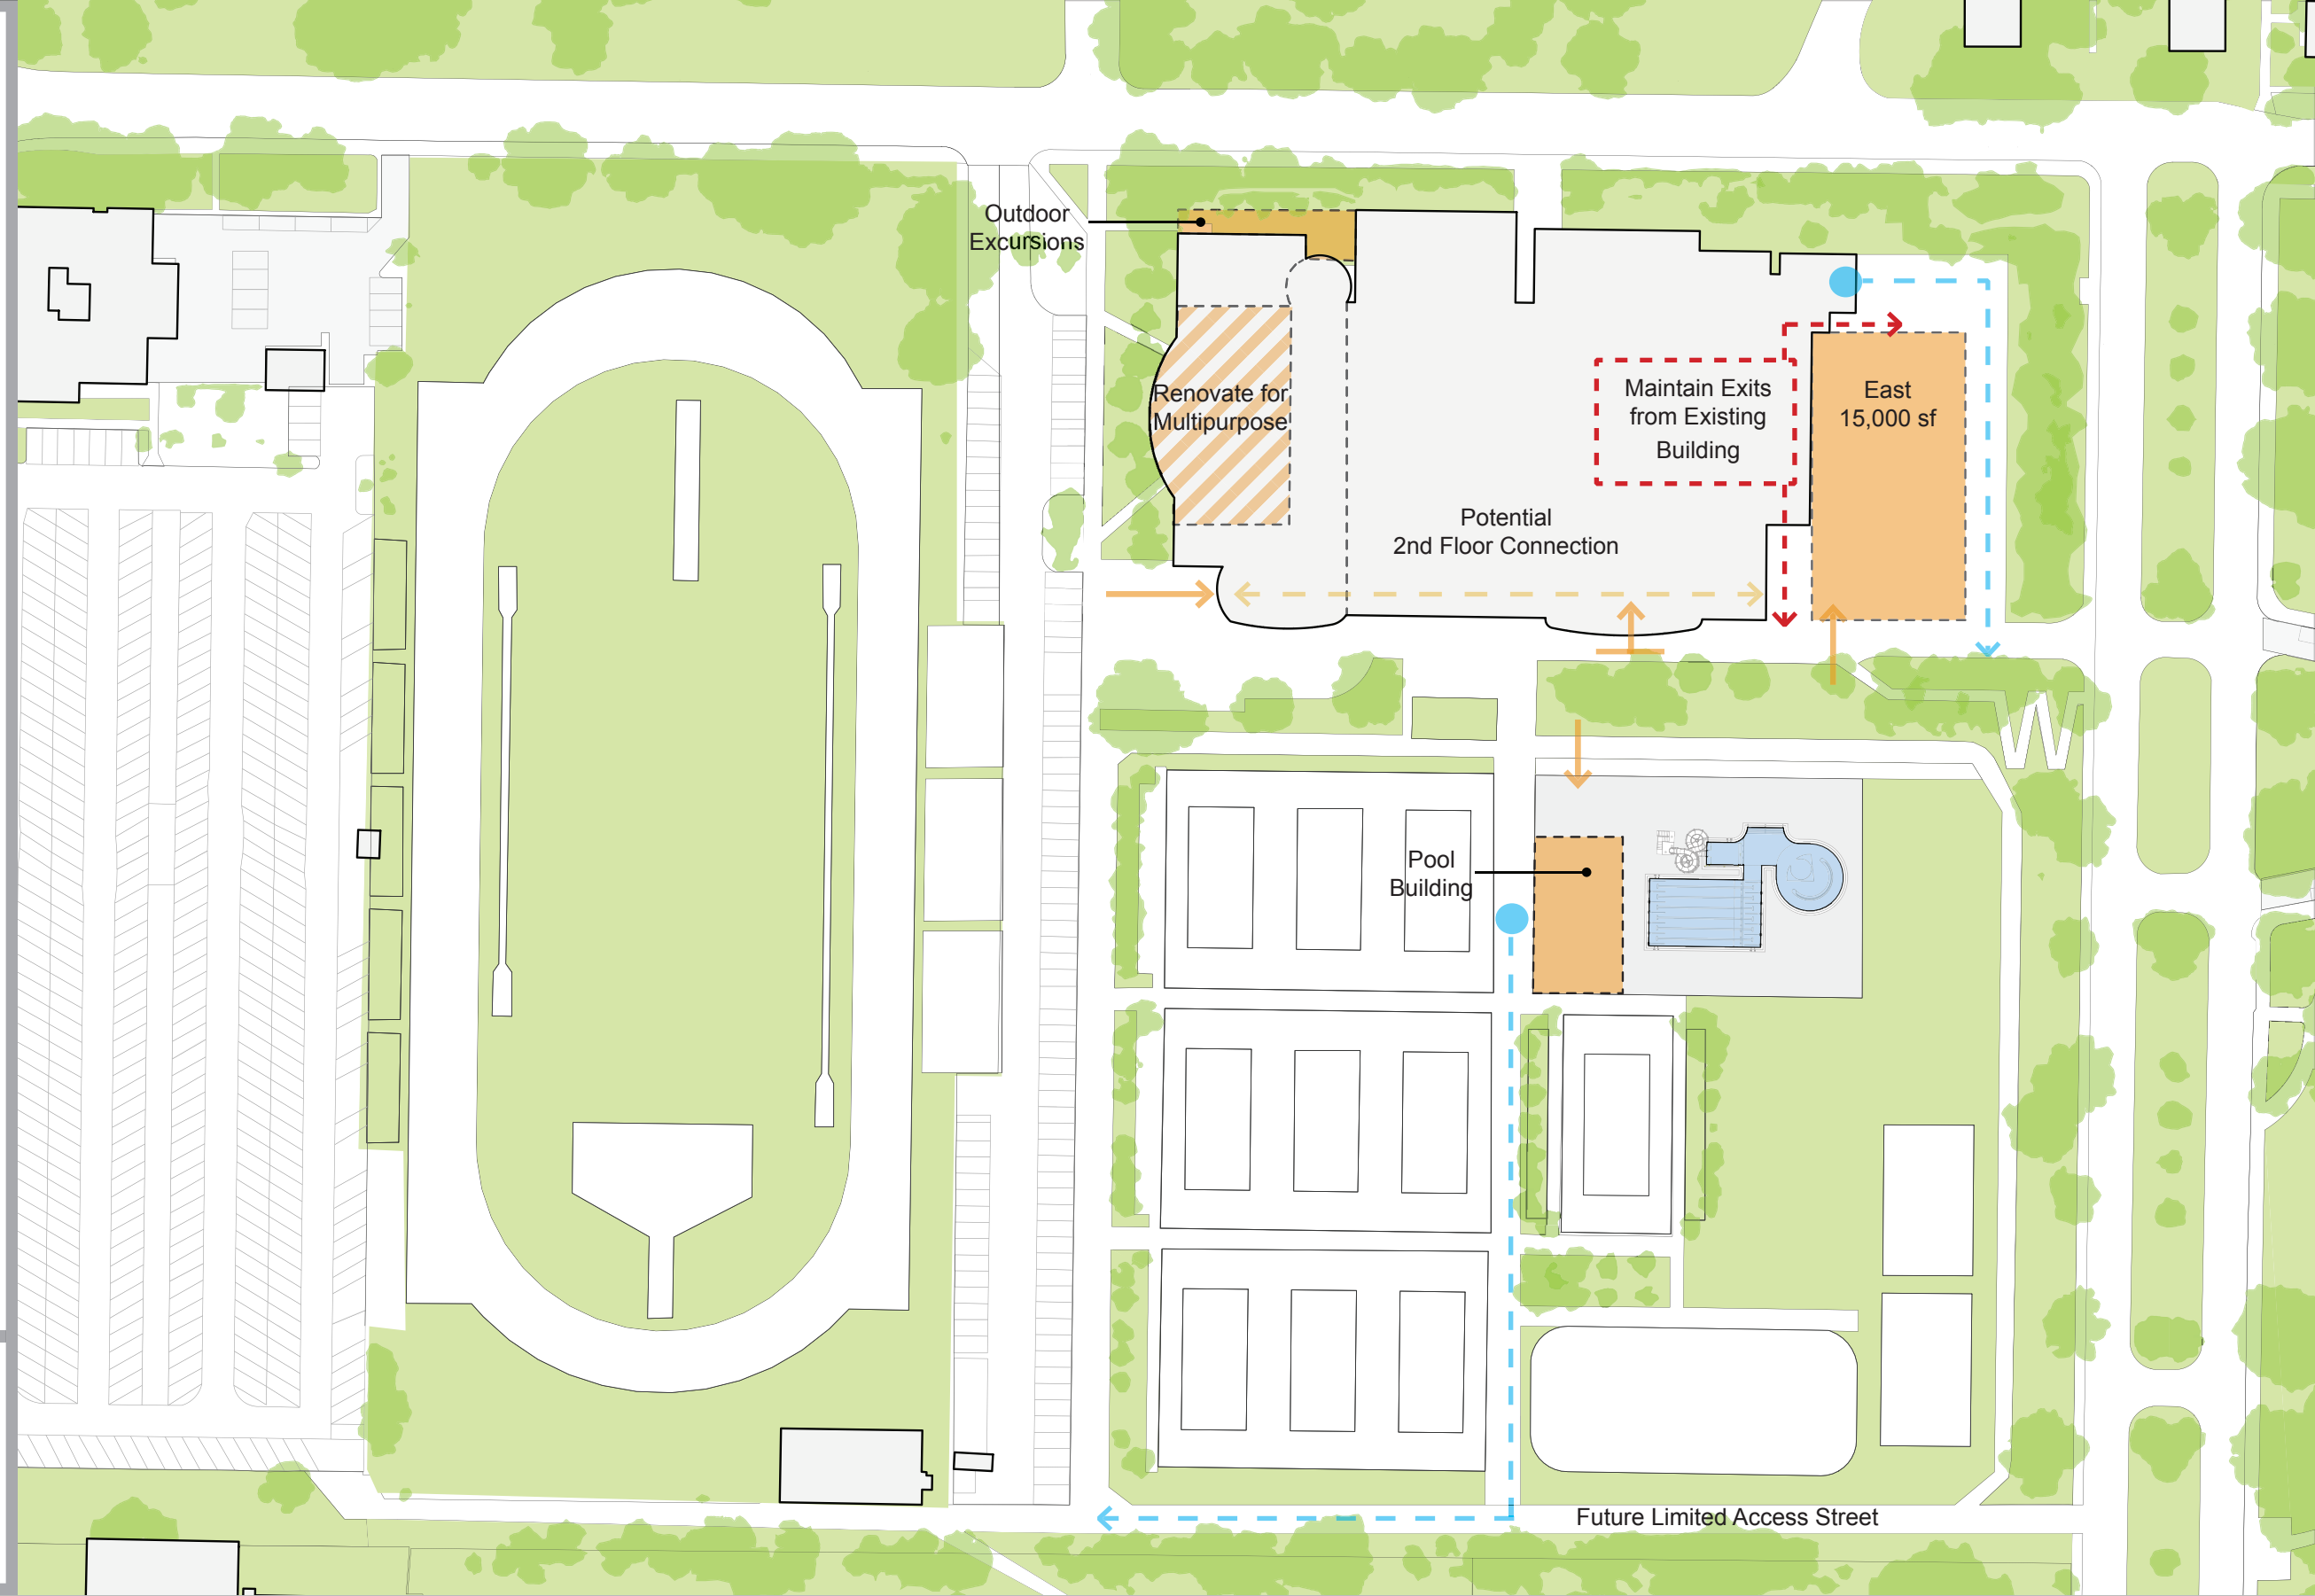 Outdoor
Excursions
Renovate for
Multipurpose
Maintain Exits
from Existing
Building
East
15,000 sf
Potential
2nd Floor Connection
Pool
Building
Future Limited Access Street